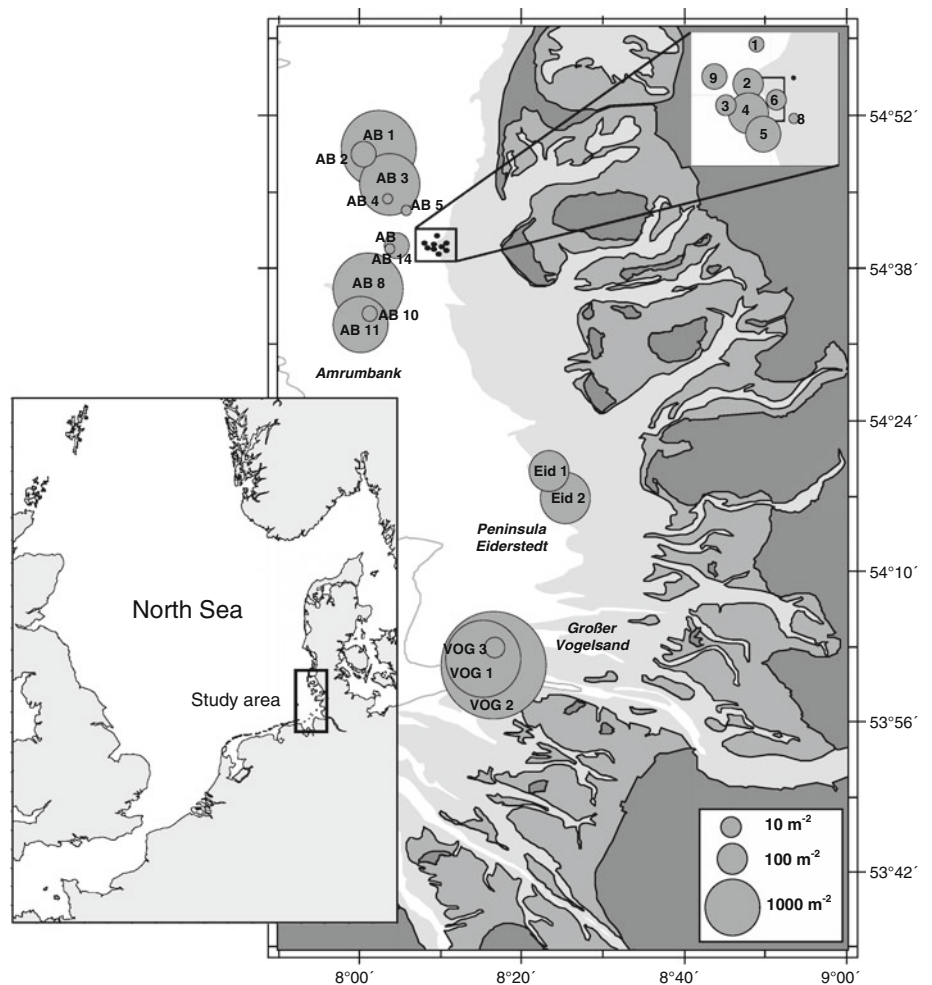 1
9
2
3
4
6
8
5
54°52´
AB 1
AB 2
AB 3
AB 4
AB 5
AB
AB 14
54°38´
AB 8
AB 10
AB 11
Amrumbank
54°24´
Eid 1
Eid 2
Peninsula
Eiderstedt
54°10´
North Sea
Großer
Vogelsand
VOG 3
VOG 1
VOG 2
Study area
53°56´
10 m-2
100 m-2
1000 m-2
53°42´
8°00´
8°20´
8°40´
9°00´